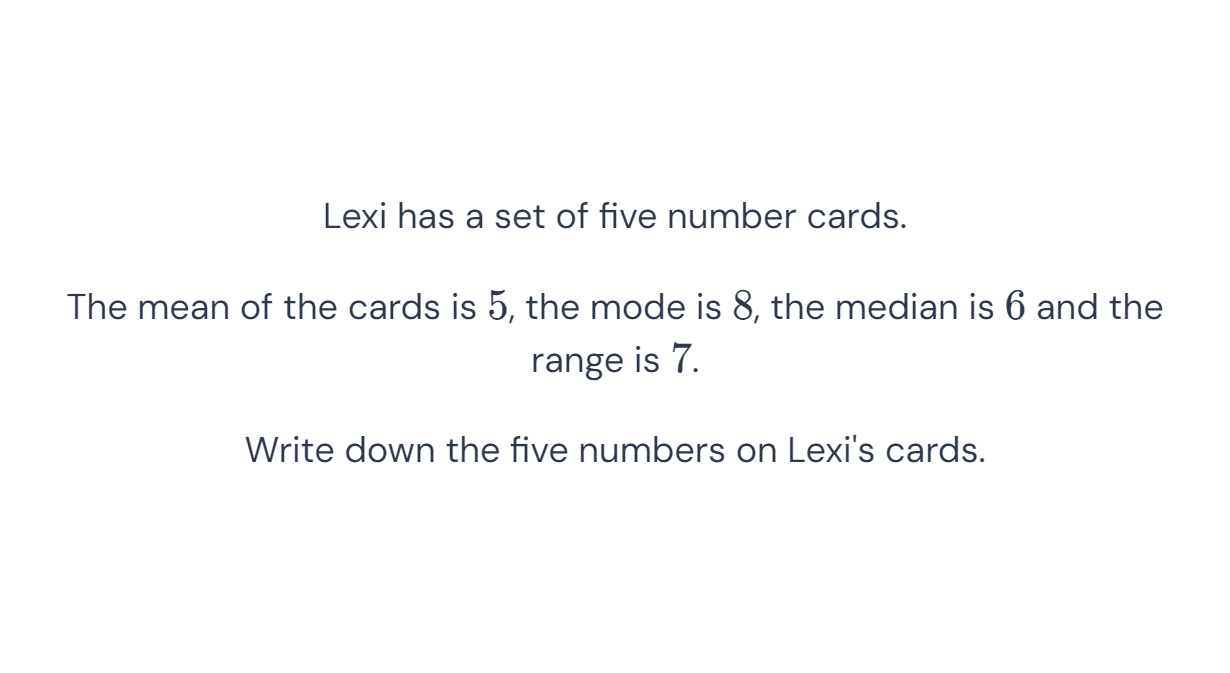 Lexi has a set of five number cards.
The mean of the cards is 5, the mode is 8, the median is 6 and the
range is 7.
Write down the five numbers on Lexi's cards.